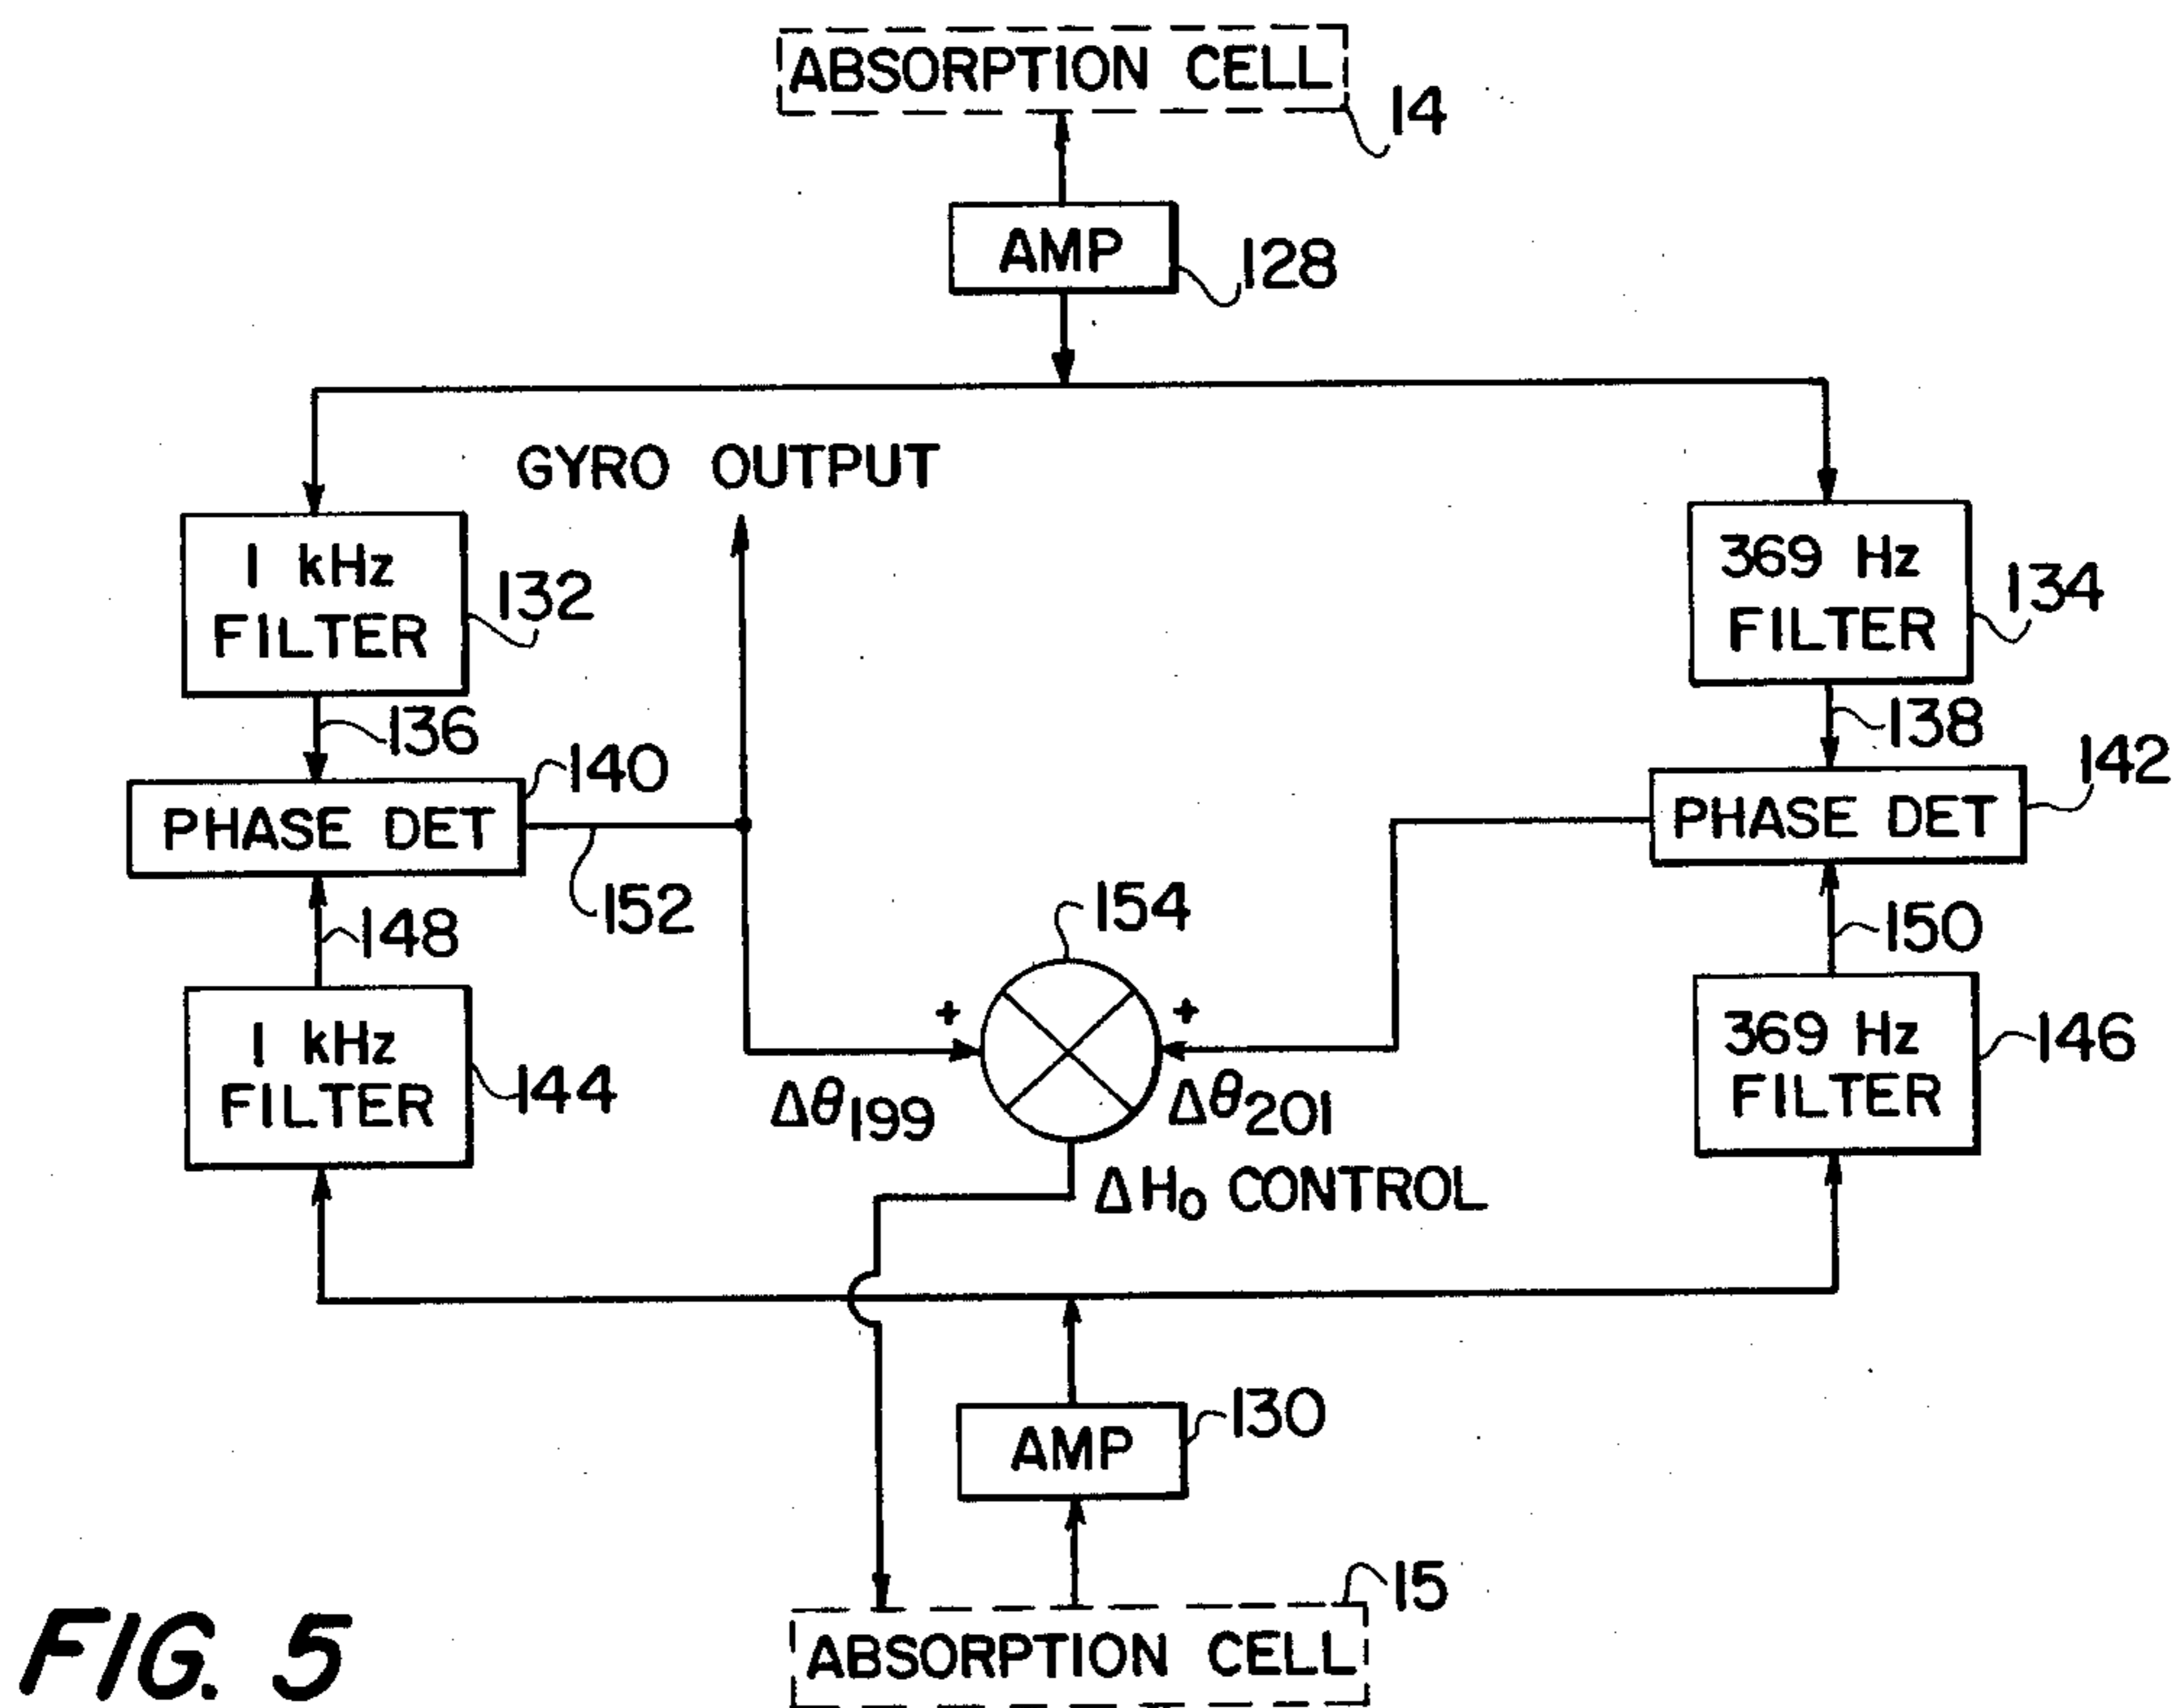 ABSORPTION CELL
14
AMP
128
GYRO OUTPUT
1 kHz
FILTER
132
369 Hz
FILTER
134
136
138
PHASE DET
140
PHASE DET
142
152
154
148
150
+
+
1 kHz
FILTER
144
Δθ199
Δθ201
369 Hz
FILTER
146
ΔH0 CONTROL
AMP
130
15
ABSORPTION CELL
FIG. 5